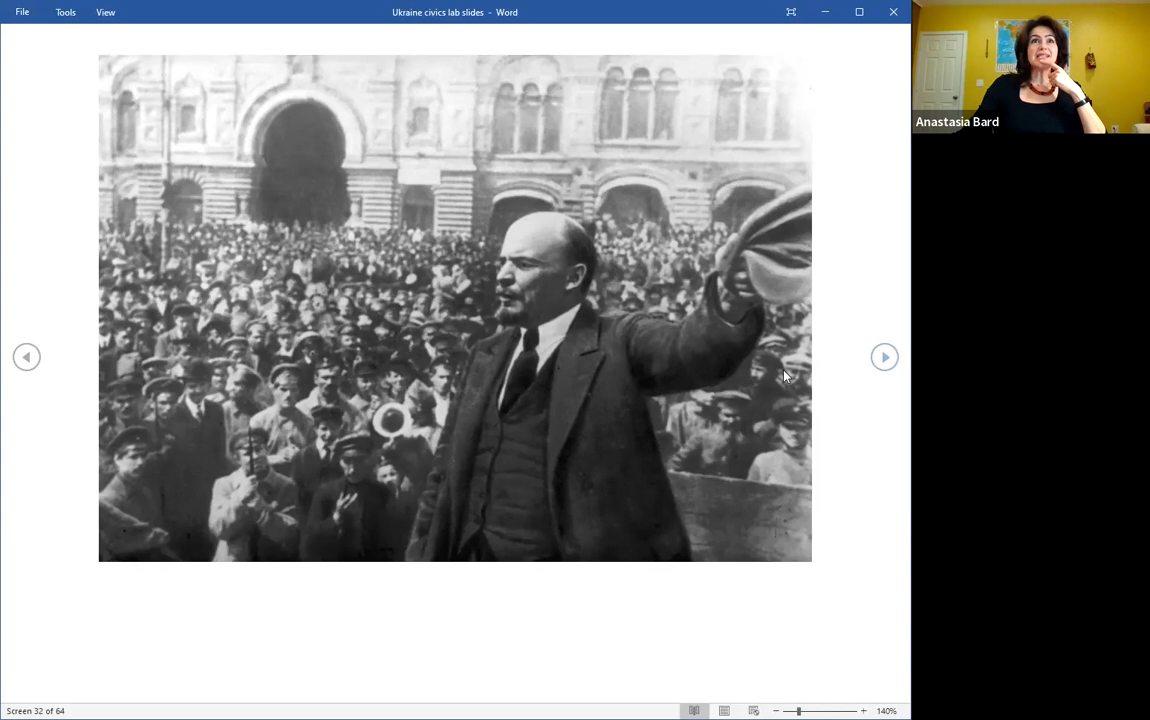 File Tools View Ukraine civics lab slides - Word
Anastasia Bard
Screen 32 of 64 140%